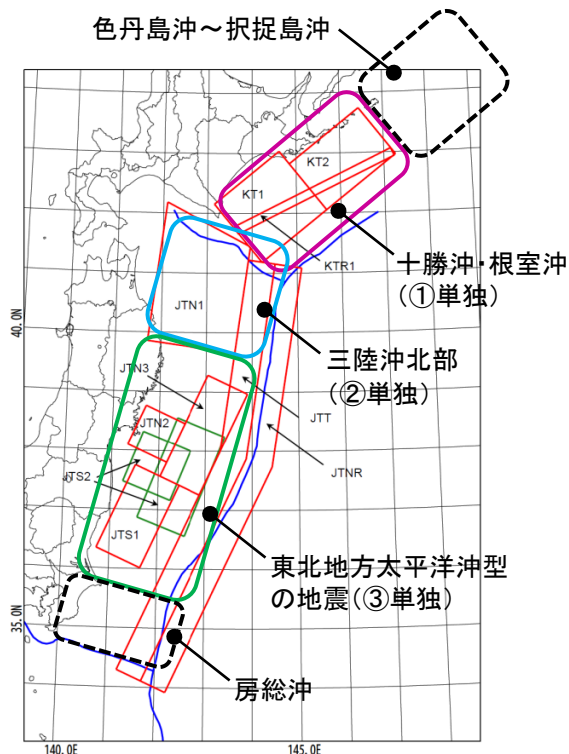 色丹島沖～択捉島沖
KT2
KT1
KTR1
十勝沖・根室沖
(①単独)
JTN1
40.0N
三陸沖北部
(②単独)
JTN3
JTT
JTN2
JTNR
JTS2
JTS1
東北地方太平洋沖型
の地震(③単独)
35.0N
房総沖
140.0E
145.0E